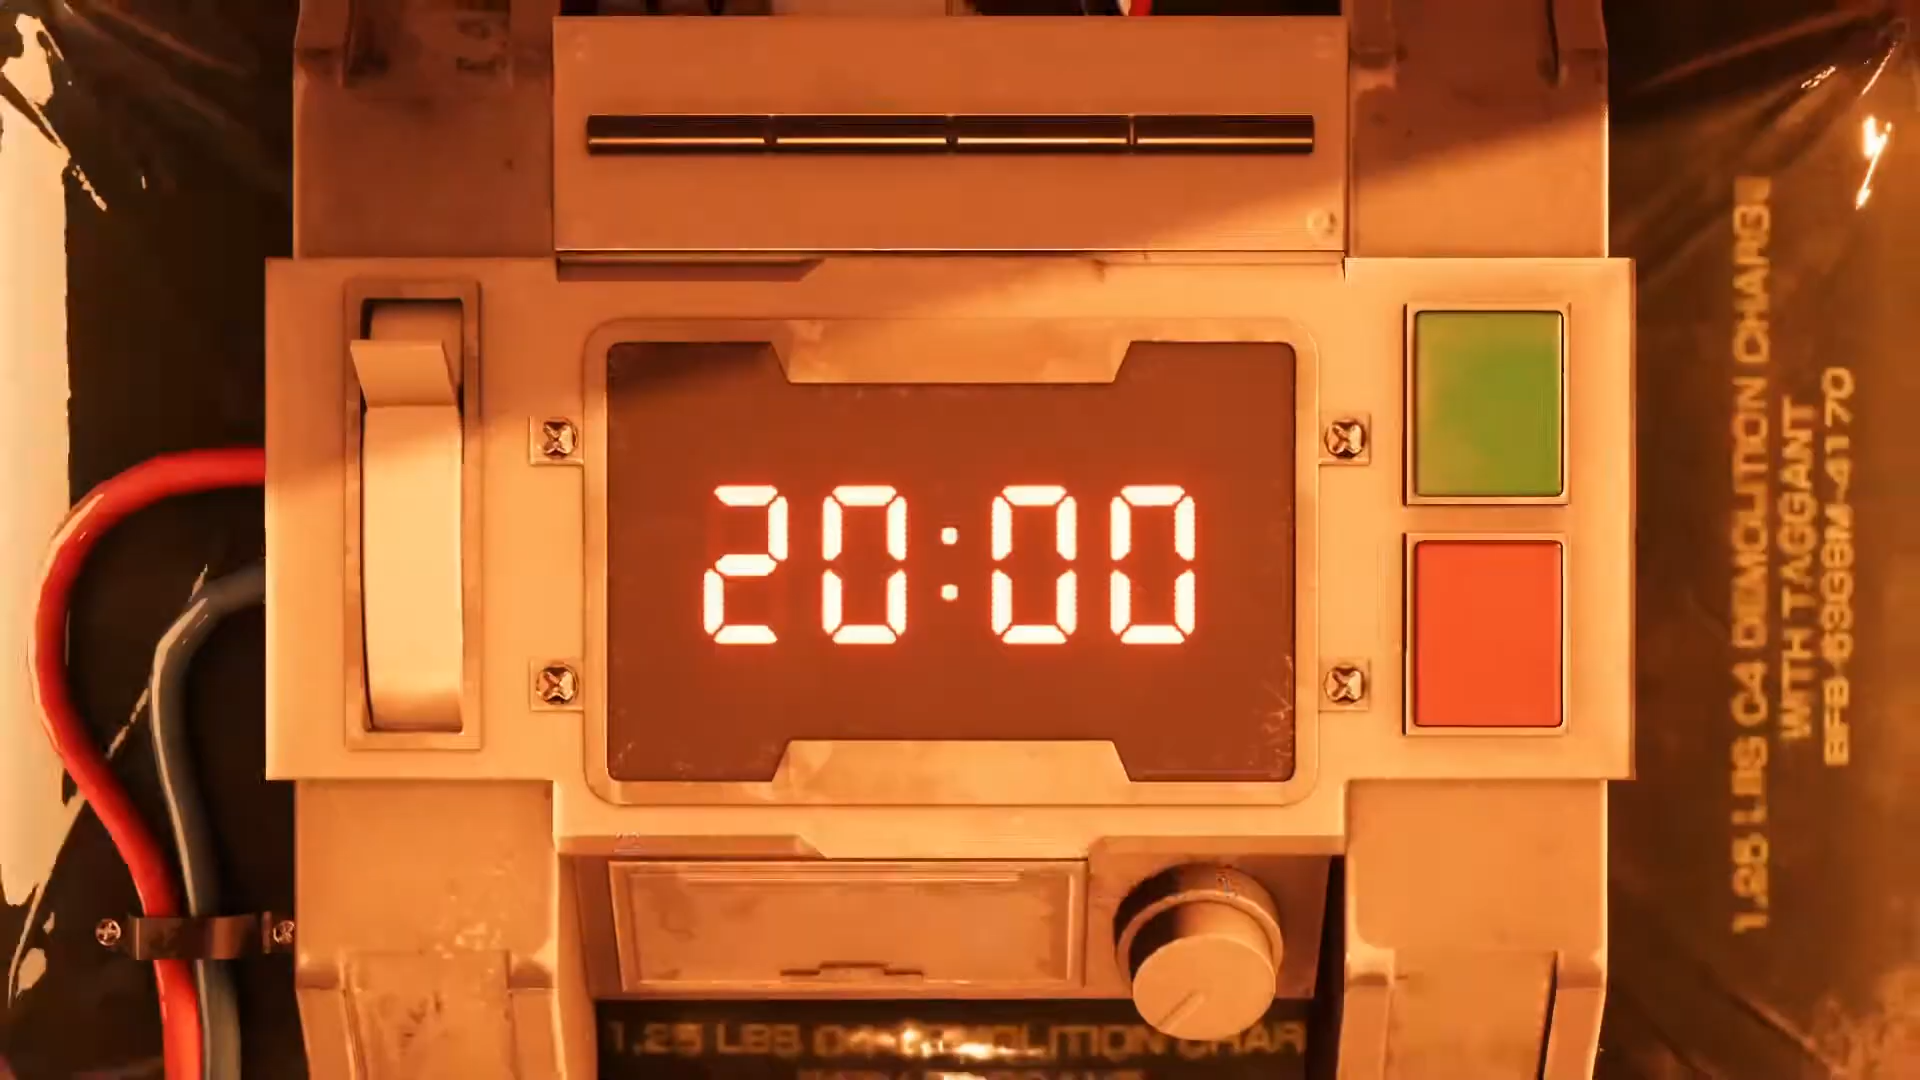 20:00
1.25 LBS C4 DEMOLITION CHARGE
WITH TAGGANT
1.25 LBS C4 DEMOLITION CHAR